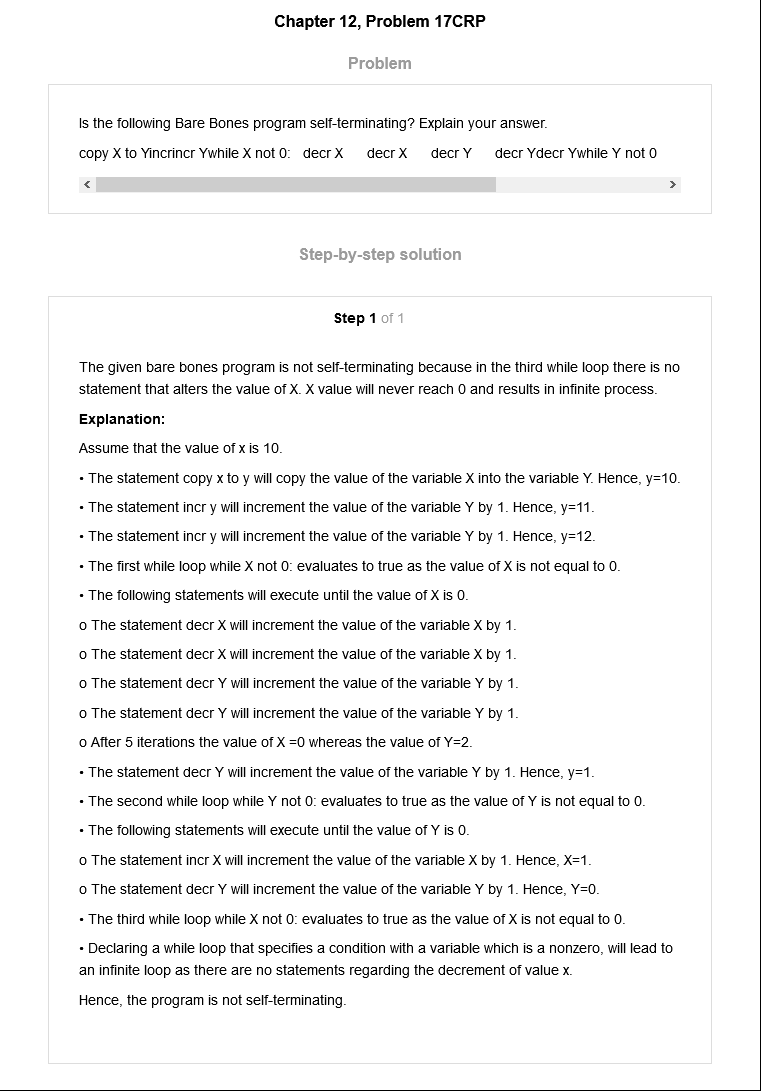 Chapter 12, Problem 17CRP
Problem
Is the following Bare Bones program self-terminating? Explain your answer.
copy X to Yincrincr Ywhile X not 0: decr X decr X decr Y decr Ydecr Ywhile Y not 0
Step-by-step solution
Step 1 of 1
The given bare bones program is not self-terminating because in the third while loop there is no
statement that alters the value of X. X value will never reach 0 and results in infinite process.
Explanation:
Assume that the value of x is 10.
• The statement copy x to y will copy the value of the variable X into the variable Y. Hence, y=10.
• The statement incr y will increment the value of the variable Y by 1. Hence, y=11.
• The statement incr y will increment the value of the variable Y by 1. Hence, y=12.
• The first while loop while X not 0: evaluates to true as the value of X is not equal to 0.
• The following statements will execute until the value of X is 0.
o The statement decr X will increment the value of the variable X by 1.
o The statement decr X will increment the value of the variable X by 1.
o The statement decr Y will increment the value of the variable Y by 1.
o The statement decr Y will increment the value of the variable Y by 1.
o After 5 iterations the value of X =0 whereas the value of Y=2.
• The statement decr Y will increment the value of the variable Y by 1. Hence, y=1.
• The second while loop while Y not 0: evaluates to true as the value of Y is not equal to 0.
• The following statements will execute until the value of Y is 0.
o The statement incr X will increment the value of the variable X by 1. Hence, X=1.
o The statement decr Y will increment the value of the variable Y by 1. Hence, Y=0.
• The third while loop while X not 0: evaluates to true as the value of X is not equal to 0.
• Declaring a while loop that specifies a condition with a variable which is a nonzero, will lead to
an infinite loop as there are no statements regarding the decrement of value x.
Hence, the program is not self-terminating.